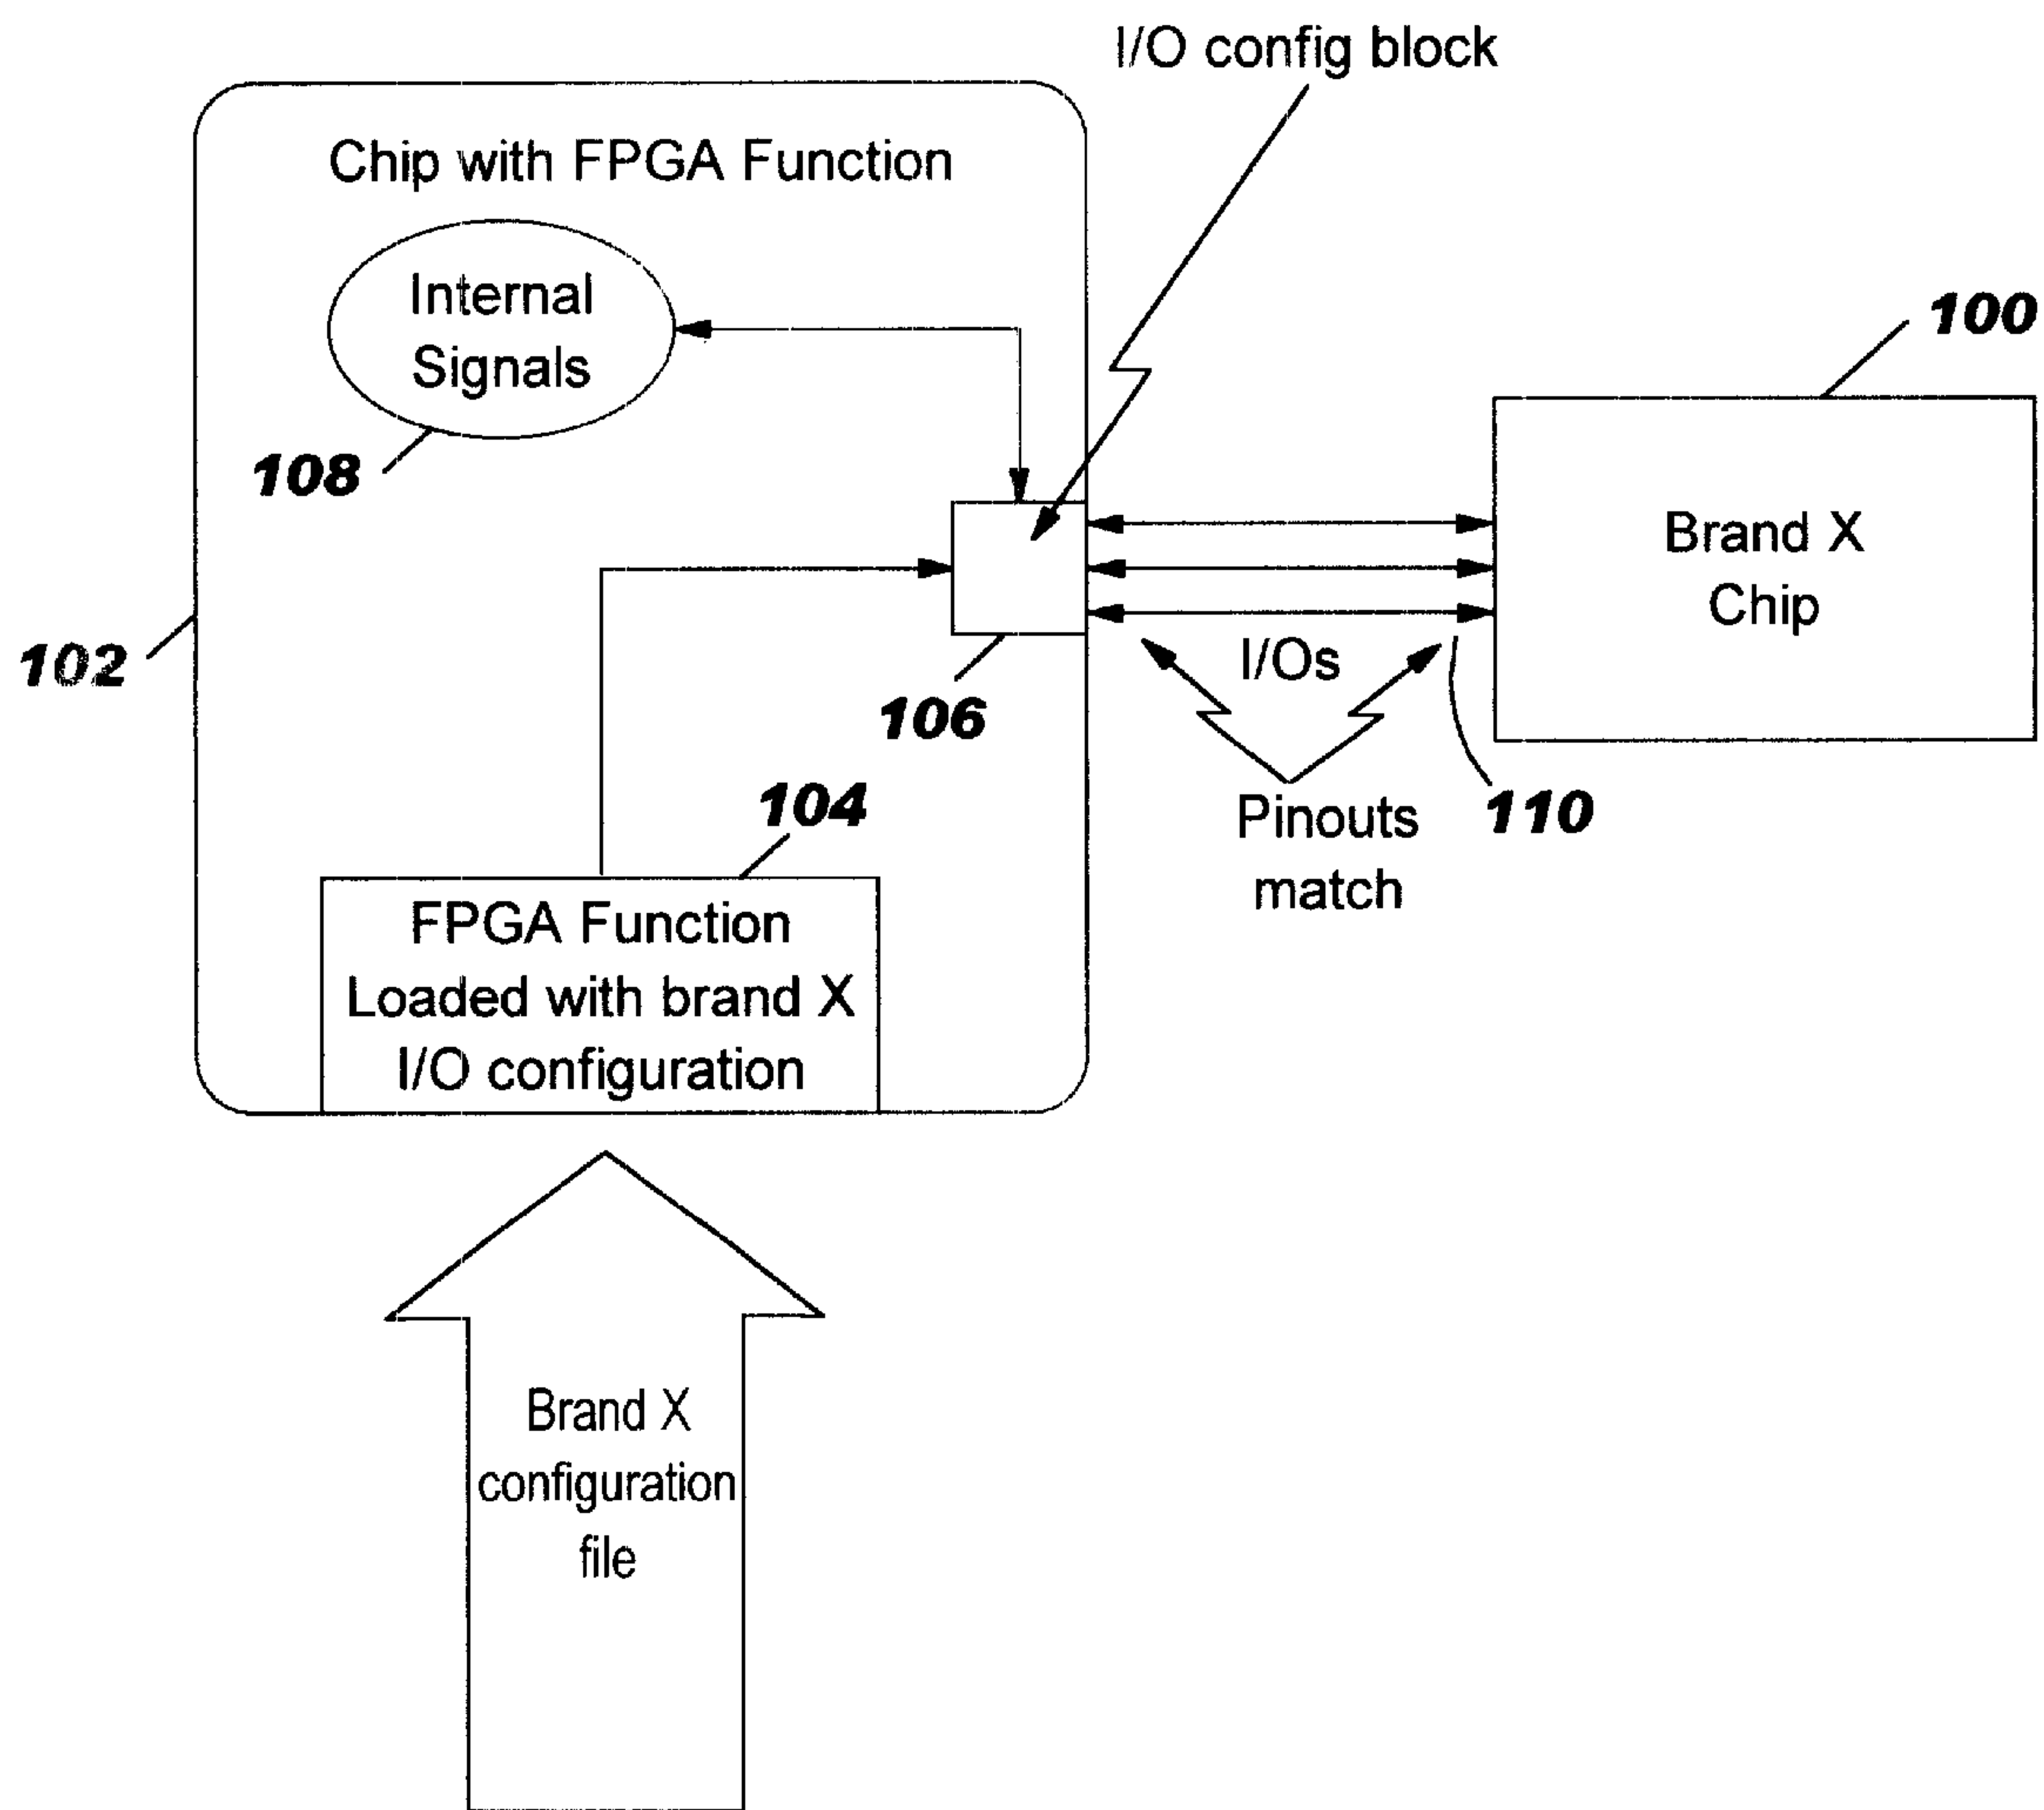 I/O config block
Chip with FPGA Function
Internal
Signals
108
100
Brand X
Chip
102
106
I/Os
Pinouts
match
110
104
FPGA Function
Loaded with brand X
I/O configuration
Brand X
configuration
file